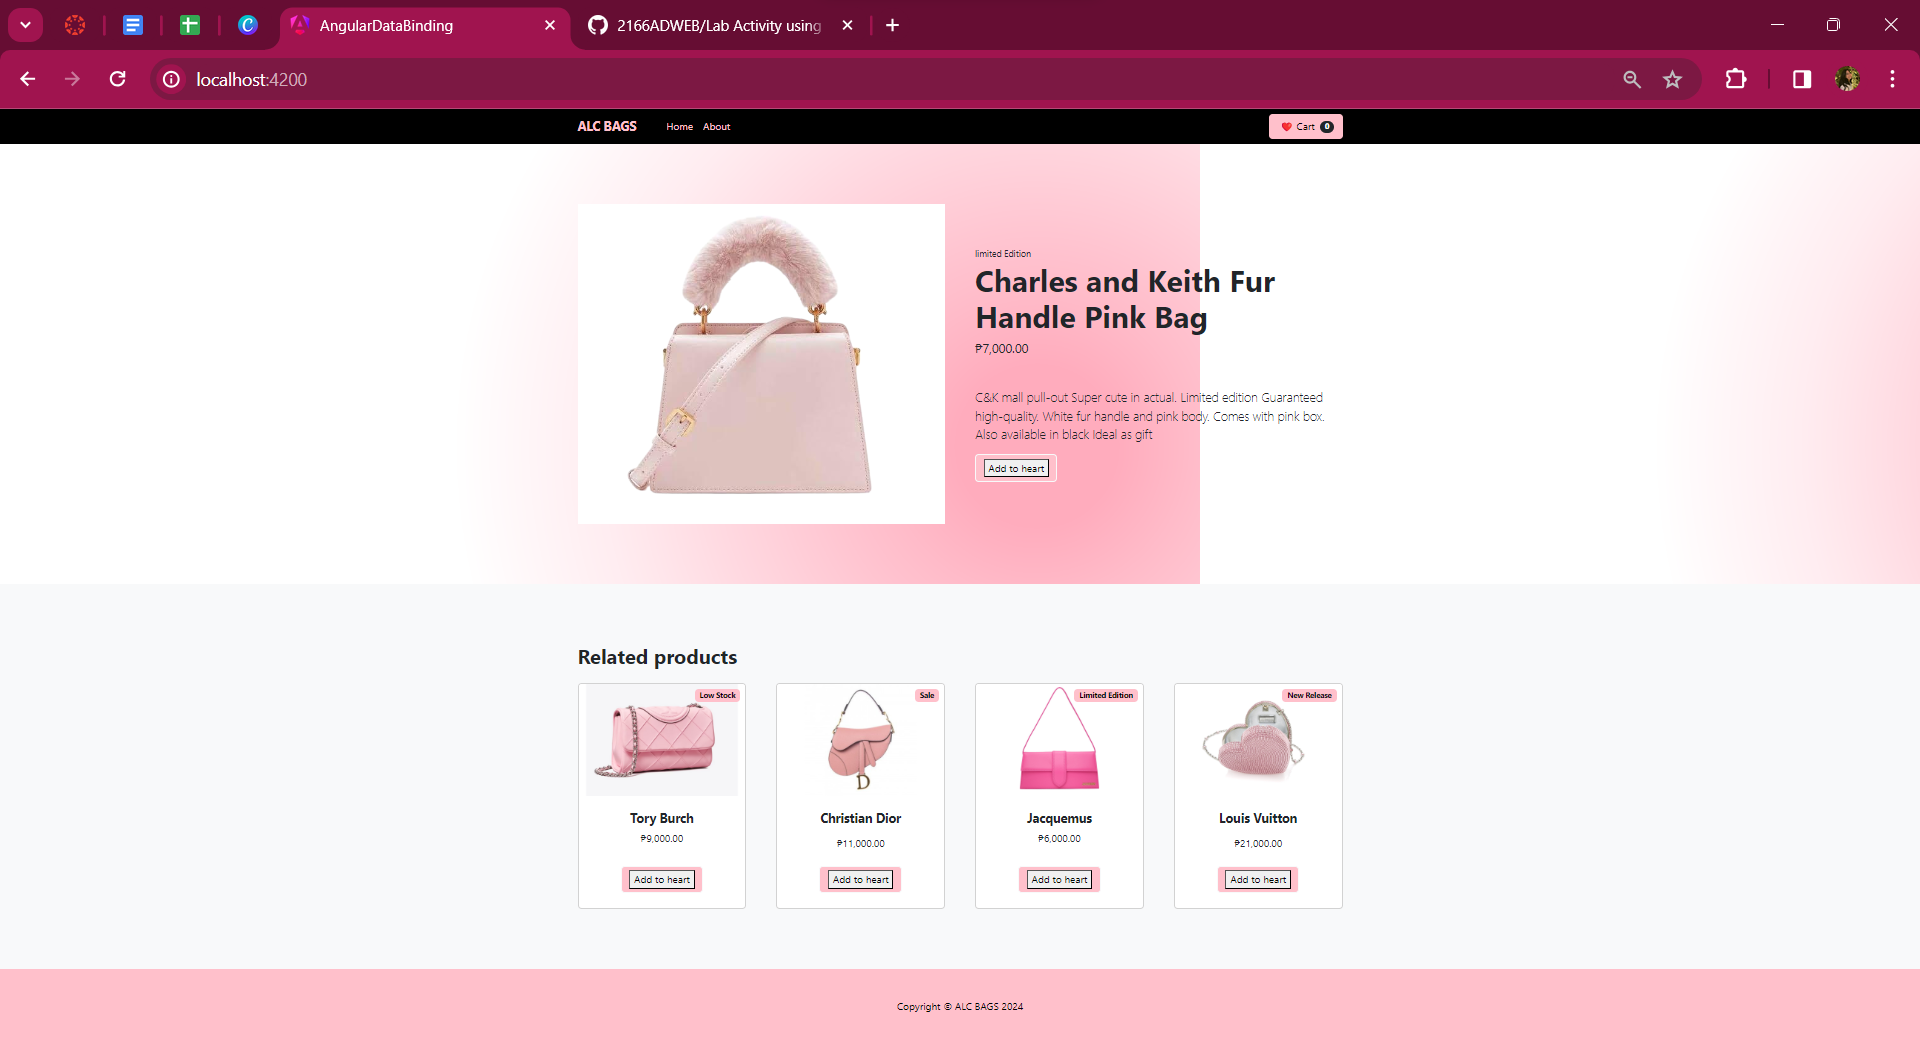 AngularDataBinding
2166ADWEB/Lab Activity using
localhost:4200
ALC BAGS Home About Cart 0
limited Edition
Charles and Keith Fur
Handle Pink Bag
₱7,000.00
C&K mall pull-out Super cute in actual. Limited edition Guaranteed
high-quality. White fur handle and pink body. Comes with pink box.
Also available in black Ideal as gift
Add to heart
Related products
Low Stock
Sale
Limited Edition
New Release
Tory Burch
₱9,000.00
Add to heart
Christian Dior
₱11,000.00
Add to heart
Jacquemus
₱6,000.00
Add to heart
Louis Vuitton
₱21,000.00
Add to heart
Copyright © ALC BAGS 2024